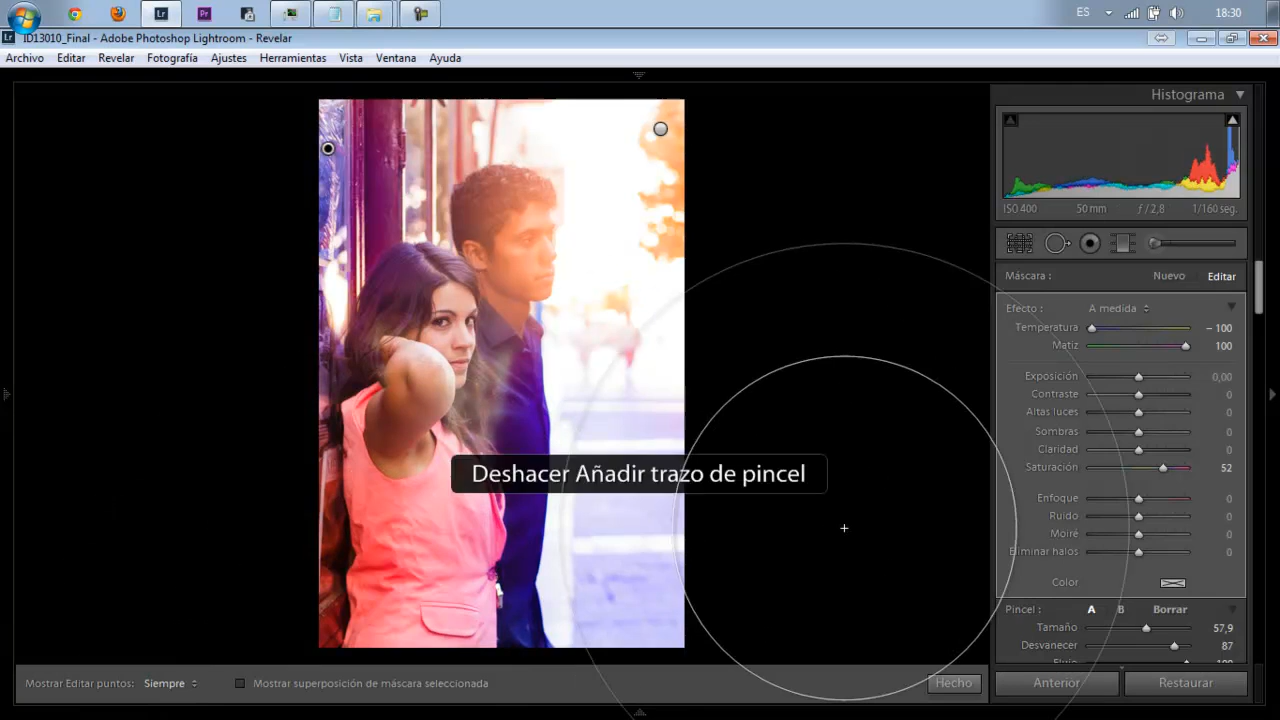 ES
18:30
ID13010_Final - Adobe Photoshop Lightroom - Revelar
Archivo Editar Revelar Fotografía Ajustes Herramientas Vista Ventana Ayuda
Histograma
ISO 400 50 mm ƒ / 2,8 1/160 seg.
Máscara : Nuevo Editar
Efecto : A medida
Temperatura – 100
Matiz 100
Exposición 0,00
Contraste 0
Altas luces 0
Sombras 0
Claridad 0
Saturación 52
Enfoque 0
Ruido 0
Moiré 0
Eliminar halos 0
Color
Pincel : A B Borrar
Tamaño 57,9
Desvanecer 87
Flujo 100
Deshacer Añadir trazo de pincel
Mostrar Editar puntos: Siempre Mostrar superposición de máscara seleccionada Hecho
Anterior Restaurar